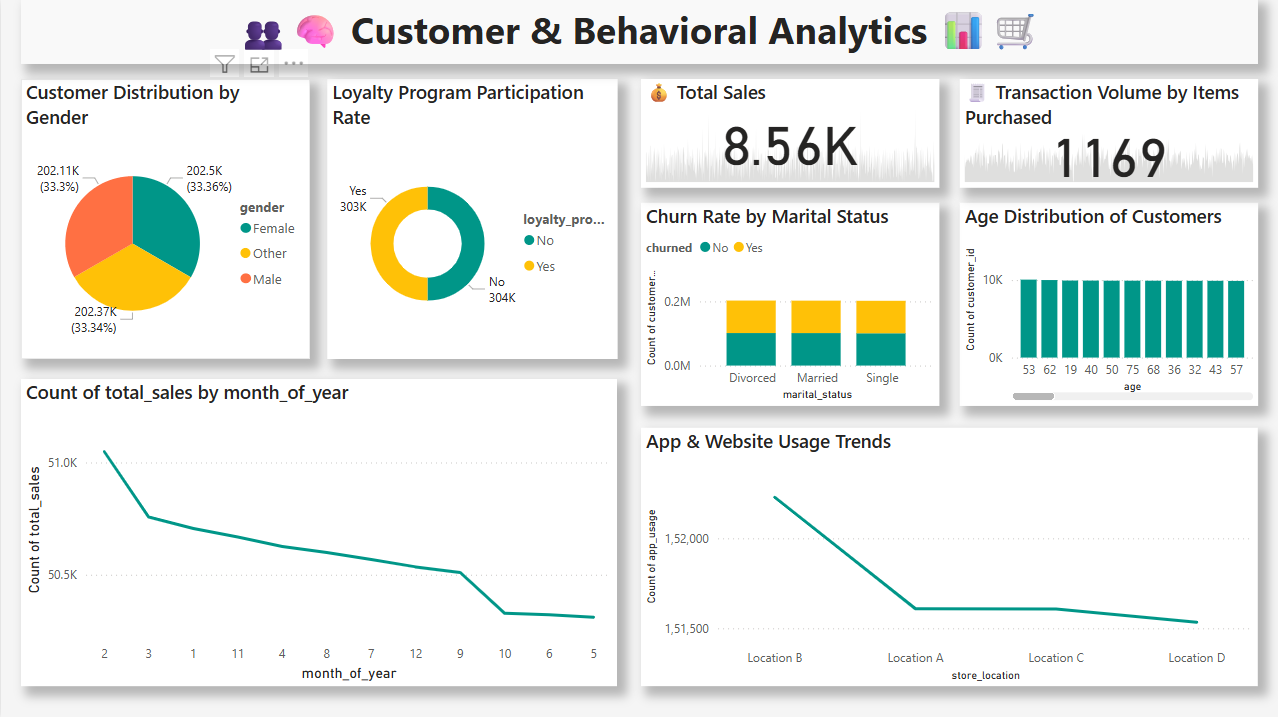 Customer & Behavioral Analytics
Customer Distribution by
Gender
202.11K
(33.3%)
202.5K
(33.36%)
202.37K
(33.34%)
gender
Female
Other
Male
Loyalty Program Participation
Rate
Yes
303K
No
304K
loyalty_pro...
No
Yes
Total Sales
8.56K
Transaction Volume by Items
Purchased
1169
Churn Rate by Marital Status
churned No Yes
Count of customer...
0.2M
0.0M
Divorced Married Single
marital_status
Age Distribution of Customers
Count of customer_id
10K
0K
53 62 19 40 50 75 68 36 32 43 57
age
Count of total_sales by month_of_year
Count of total_sales
51.0K
50.5K
2 3 1 11 4 8 7 12 9 10 6 5
month_of_year
App & Website Usage Trends
Count of app_usage
1,52,000
1,51,500
Location B Location A Location C Location D
store_location